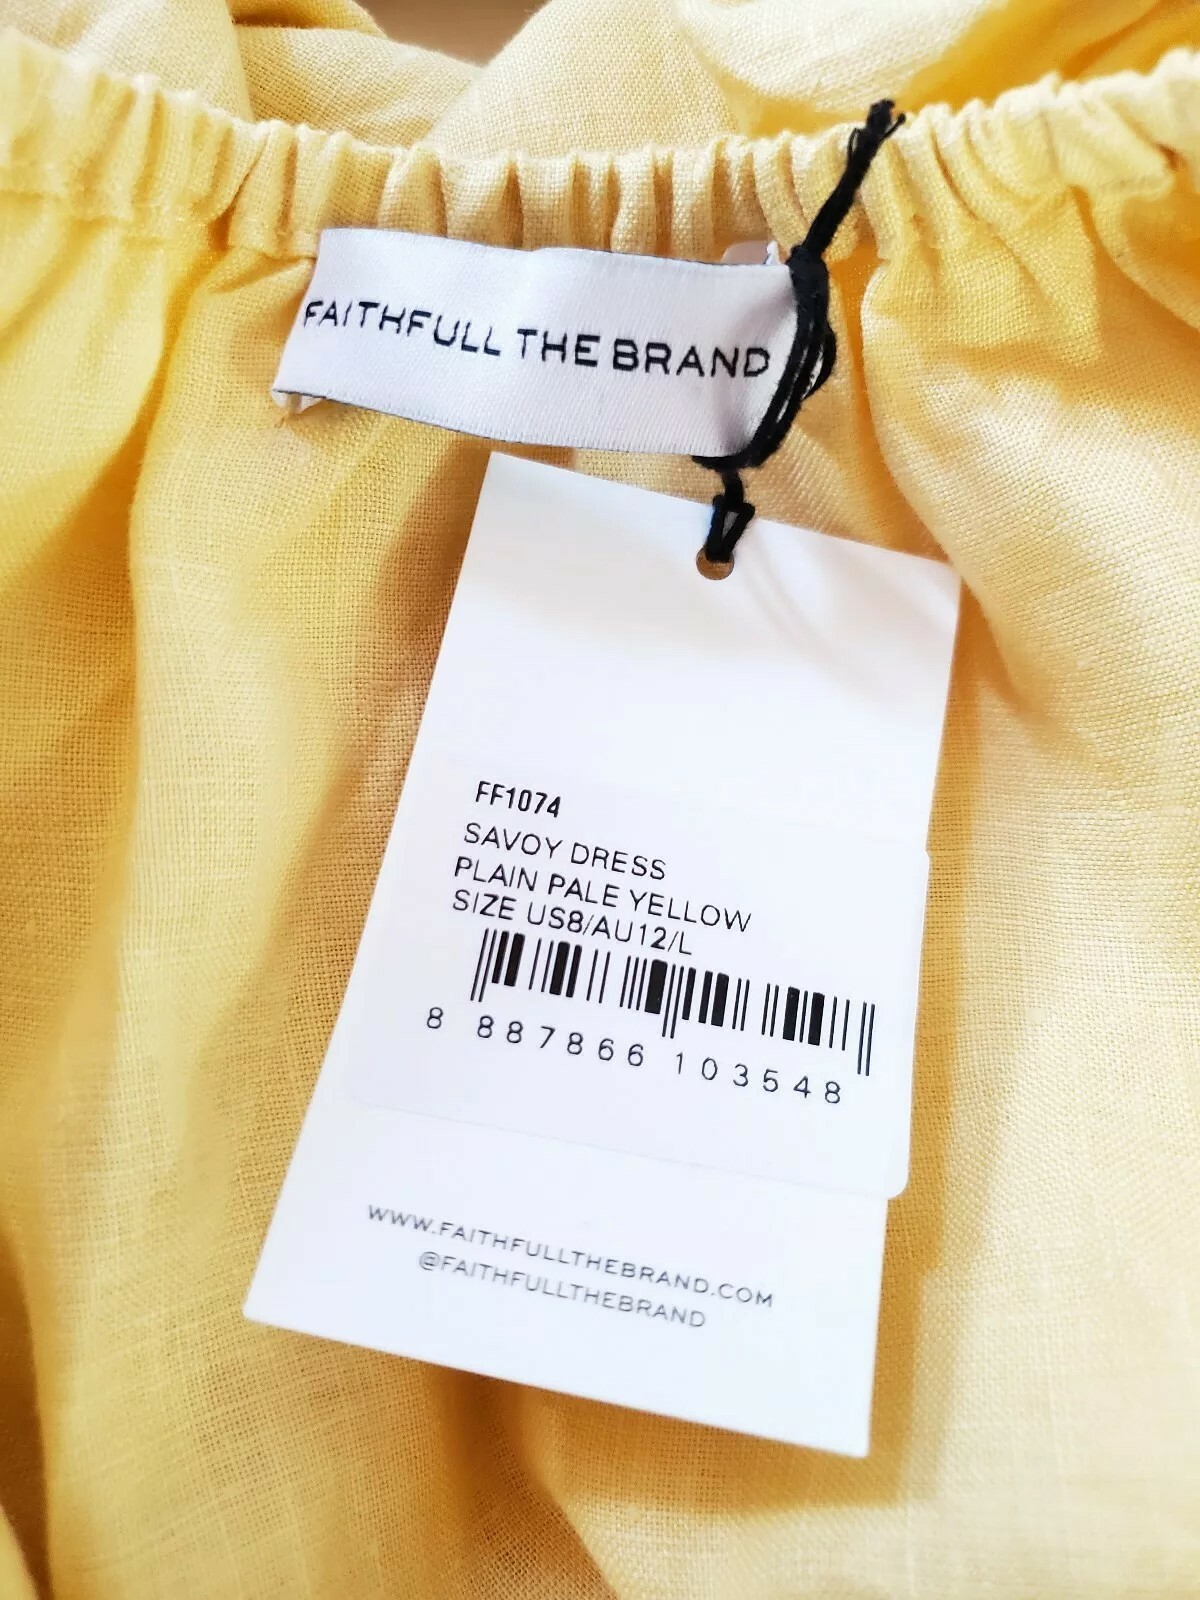 FAITHFULL THE BRAND
FF1074
SAVOY DRESS
PLAIN PALE YELLOW
SIZE US8/AU12/L
8 887866 103548
WWW.FAITHFULLTHEBRAND.COM
@FAITHFULLTHEBRAND